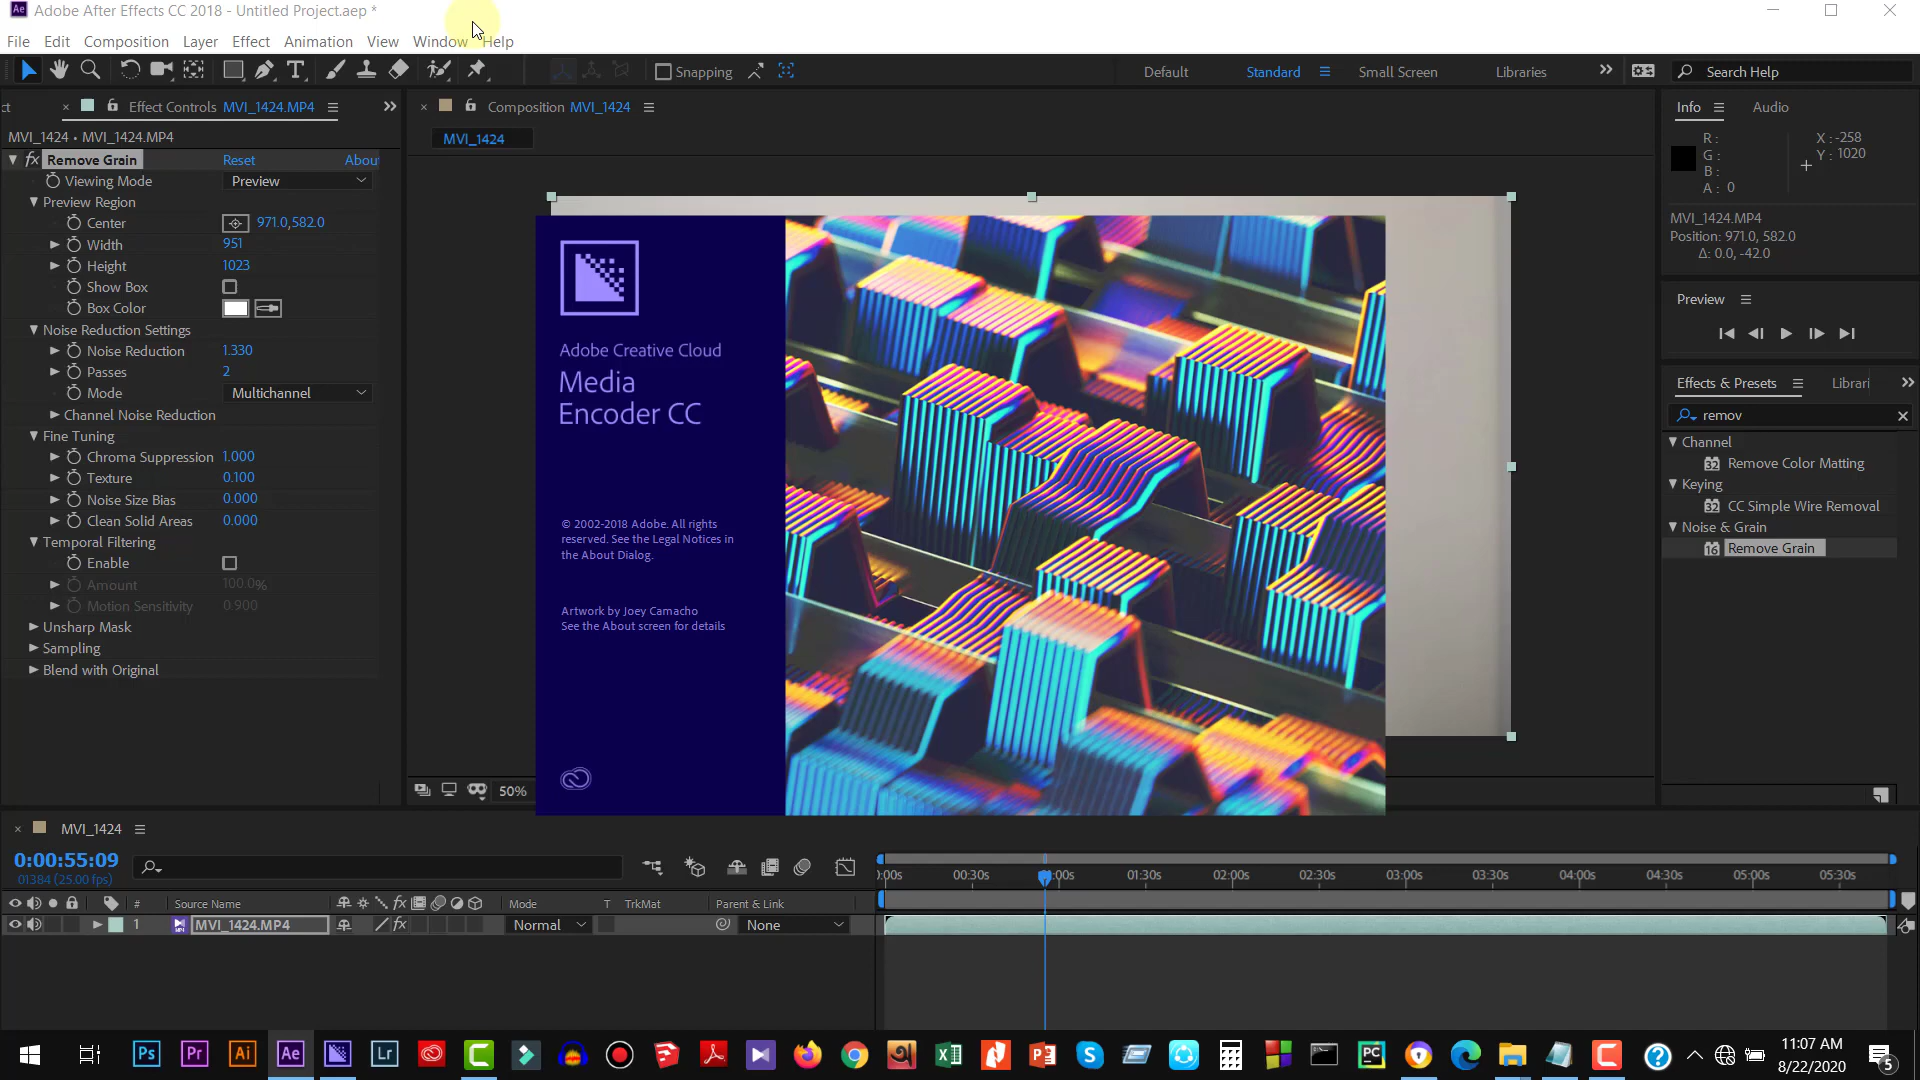 Adobe After Effects CC 2018 - Untitled Project.aep *
File Edit Composition Layer Effect Animation View Window Help
Snapping
Default Standard Small Screen Libraries
Search Help
ct
Effect Controls MVI_1424.MP4
Composition MVI_1424
MVI_1424
Info Audio
R :
G :
B :
A : 0
X : -258
Y : 1020
MVI_1424.MP4
Position: 971.0, 582.0
Δ: 0.0, -42.0
Preview
Effects & Presets Librari
remov
Channel
Remove Color Matting
Keying
CC Simple Wire Removal
Noise & Grain
Remove Grain
MVI_1424 • MVI_1424.MP4
fx Remove Grain Reset Abou
Viewing Mode Preview
Preview Region
Center 971.0,582.0
Width 951
Height 1023
Show Box
Box Color
Noise Reduction Settings
Noise Reduction 1.330
Passes 2
Mode Multichannel
Channel Noise Reduction
Fine Tuning
Chroma Suppression 1.000
Texture 0.100
Noise Size Bias 0.000
Clean Solid Areas 0.000
Temporal Filtering
Enable
Amount 100.0%
Motion Sensitivity 0.900
Unsharp Mask
Sampling
Blend with Original
Adobe Creative Cloud
Media
Encoder CC
© 2002-2018 Adobe. All rights
reserved. See the Legal Notices in
the About Dialog.
Artwork by Joey Camacho
See the About screen for details
50%
MVI_1424
0:00:55:09
01384 (25.00 fps)
:00s 00:30s :00s 01:30s 02:00s 02:30s 03:00s 03:30s 04:00s 04:30s 05:00s 05:30s
# Source Name fx Mode T TrkMat Parent & Link
1 MVI_1424.MP4 fx Normal None
Ps Pr Ai Ae Lr PC
11:07 AM
8/22/2020
5